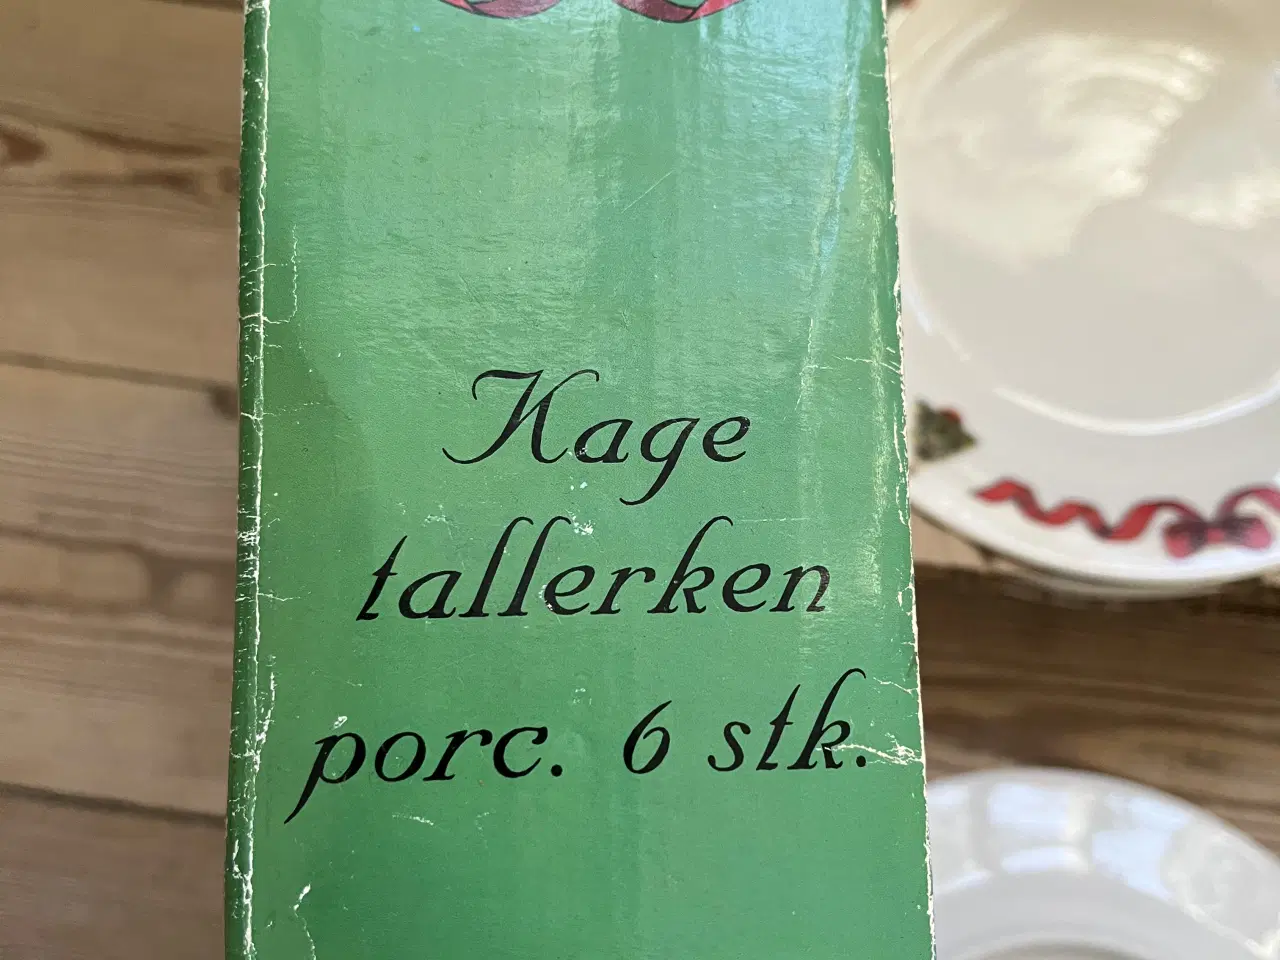 Kage
tallerken
porc. 6 stk.